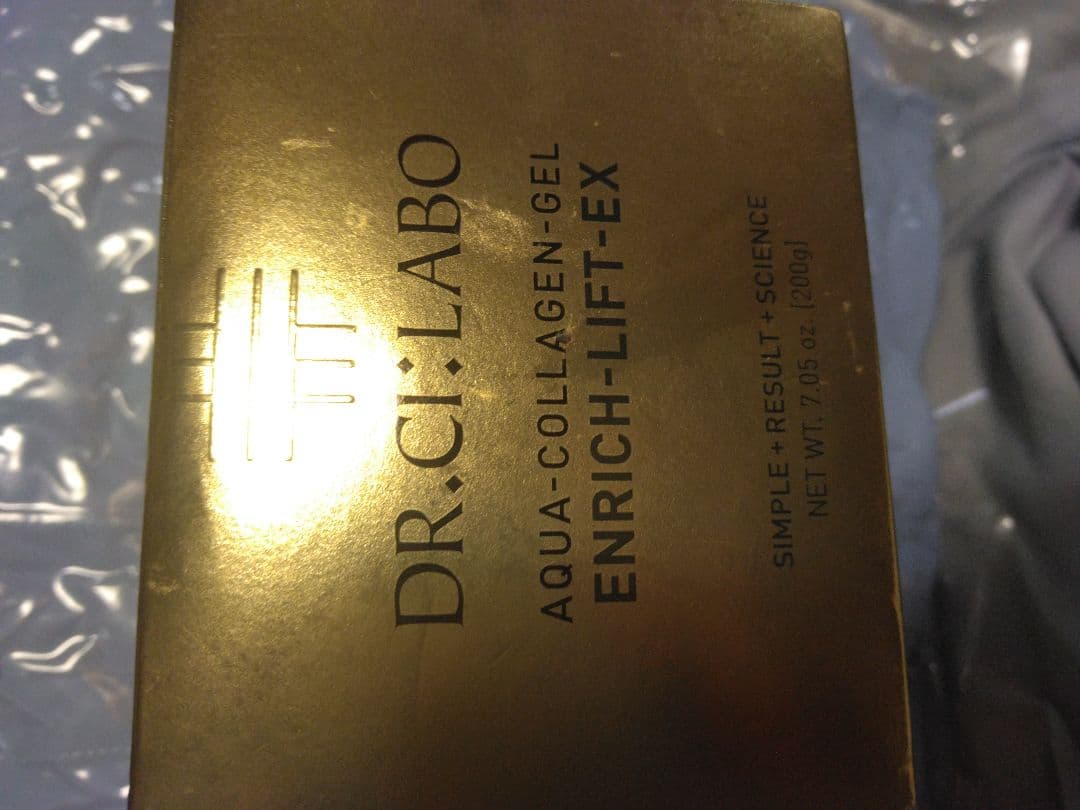 DR.CI:LABO
AQUA-COLLAGEN-GEL
ENRICH-LIFT-EX
SIMPLE+RESULT+SCIENCE
NET WT. 7.05 oz. [200g]